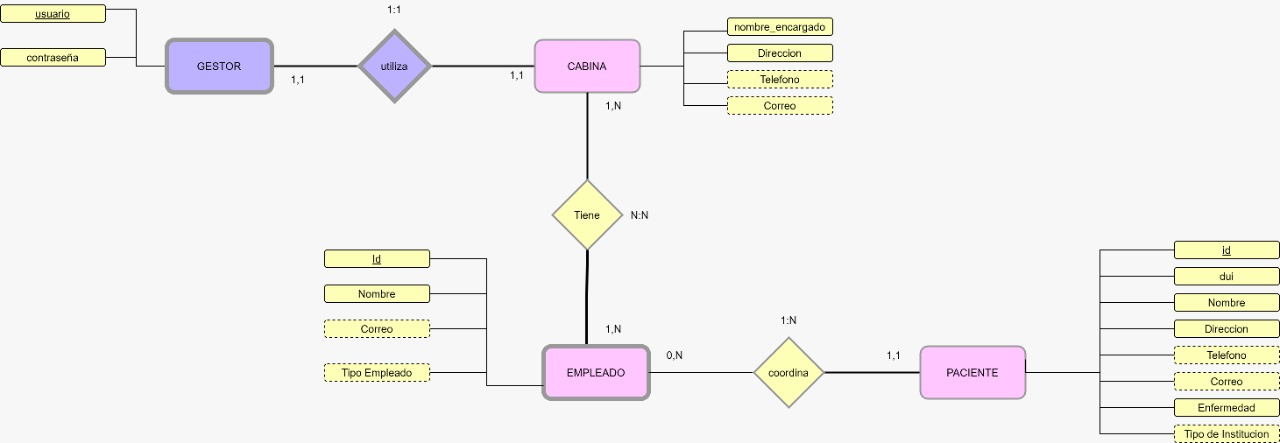 usuario
contraseña
GESTOR
1,1
1:1
utiliza
1,1
CABINA
nombre_encargado
Direccion
Telefono
Correo
1,N
Tiene
N:N
1,N
Id
Nombre
Correo
Tipo Empleado
EMPLEADO
0,N
1:N
coordina
1,1
PACIENTE
id
dui
Nombre
Direccion
Telefono
Correo
Enfermedad
Tipo de Institucion